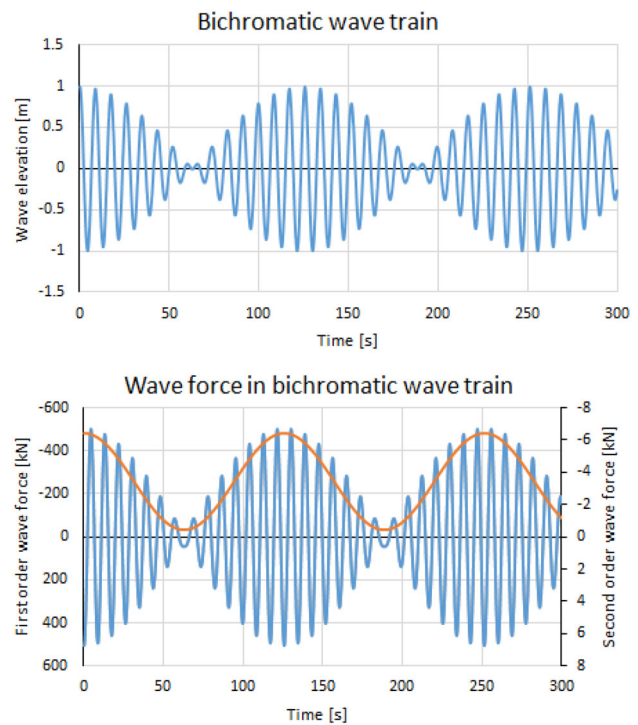 Bichromatic wave train
Wave elevation [m]
1.5
1
0.5
0
-0.5
-1
-1.5
0 50 100 150 200 250 300
Time [s]
Wave force in bichromatic wave train
First order wave force [kN]
-600
-400
-200
0
200
400
600
-8
-6
-4
-2
0
2
4
6
8
Second order wave force [kN]
0 50 100 150 200 250 300
Time [s]